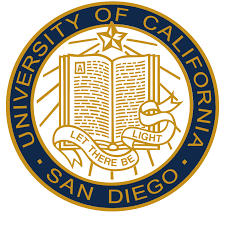 UNIVERSITY OF CALIFORNIA
A
LET THERE BE
LIGHT
SAN DIEGO